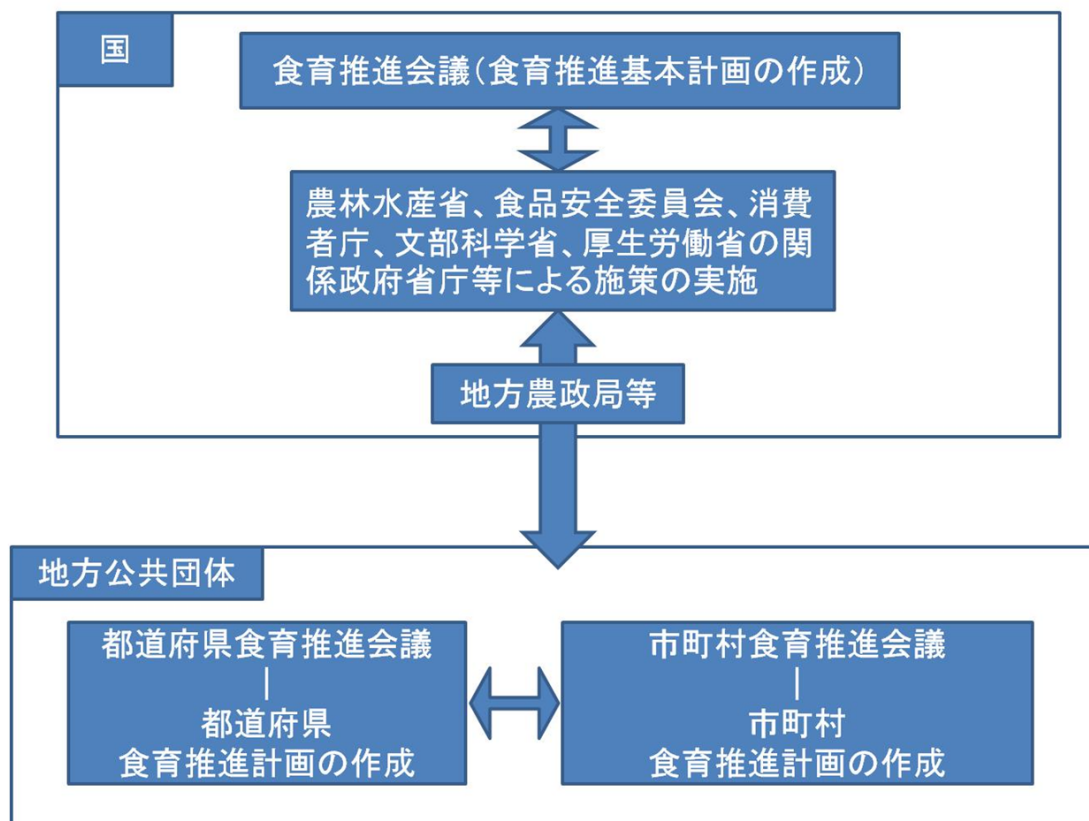 国
食育推進会議（食育推進基本計画の作成）
農林水産省、食品安全委員会、消費
者庁、文部科学省、厚生労働省の関
係政府省庁等による施策の実施
地方農政局等
地方公共団体
都道府県食育推進会議
｜
都道府県
食育推進計画の作成
市町村食育推進会議
｜
市町村
食育推進計画の作成